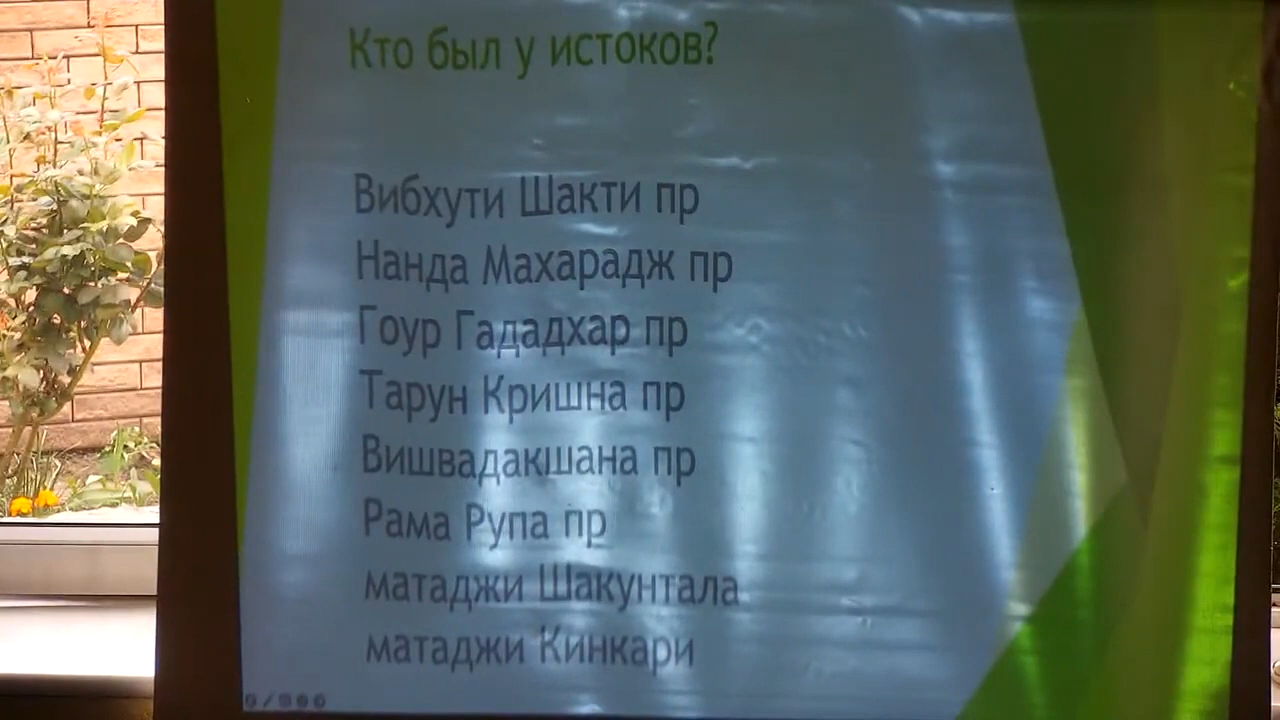 Кто был у истоков?
Вибхути Шакти пр
Нанда Махарадж пр
Гоур Гададхар пр
Тарун Кришна пр
Вишвадакшана пр
Рама Рупа пр
матаджи Шакунтала
матаджи Кинкари